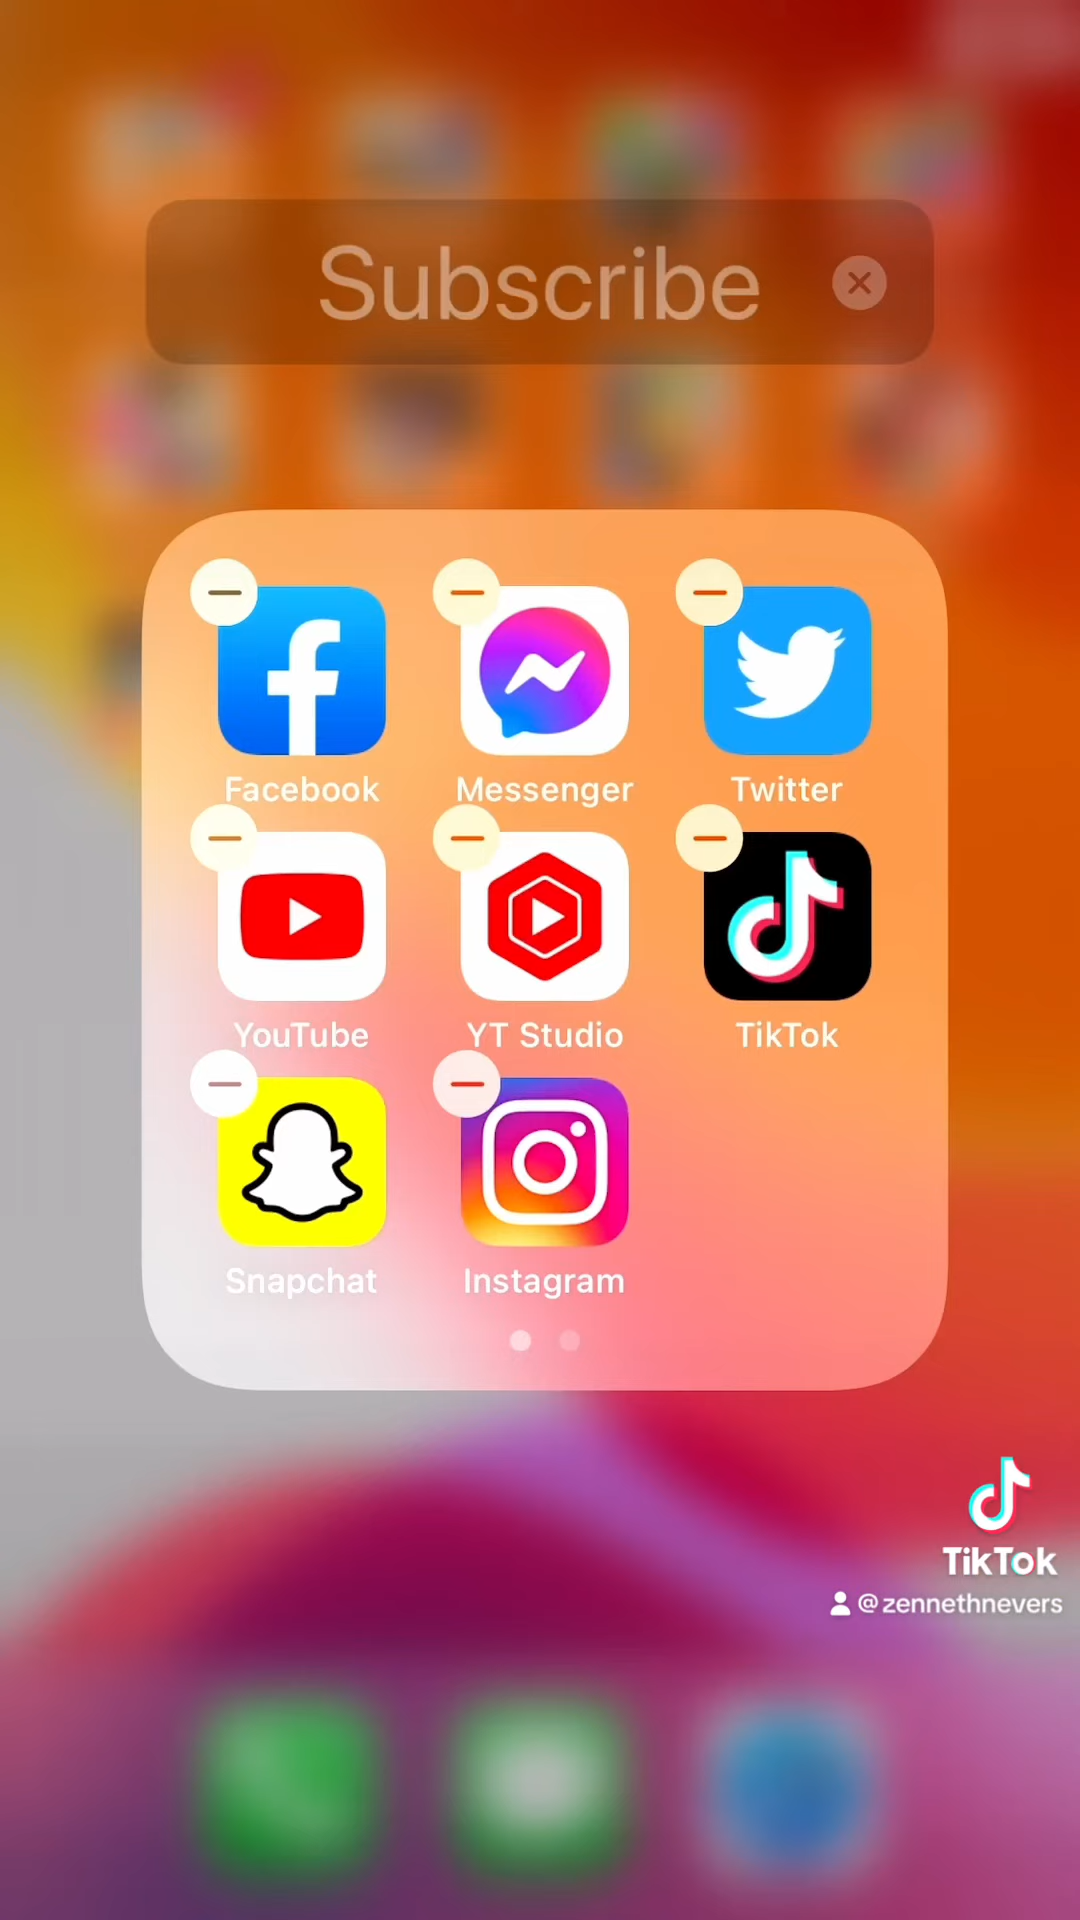 Subscribe
Facebook
Messenger
Twitter
YouTube
YT Studio
TikTok
Snapchat
Instagram
TikTok
@zennethnevers